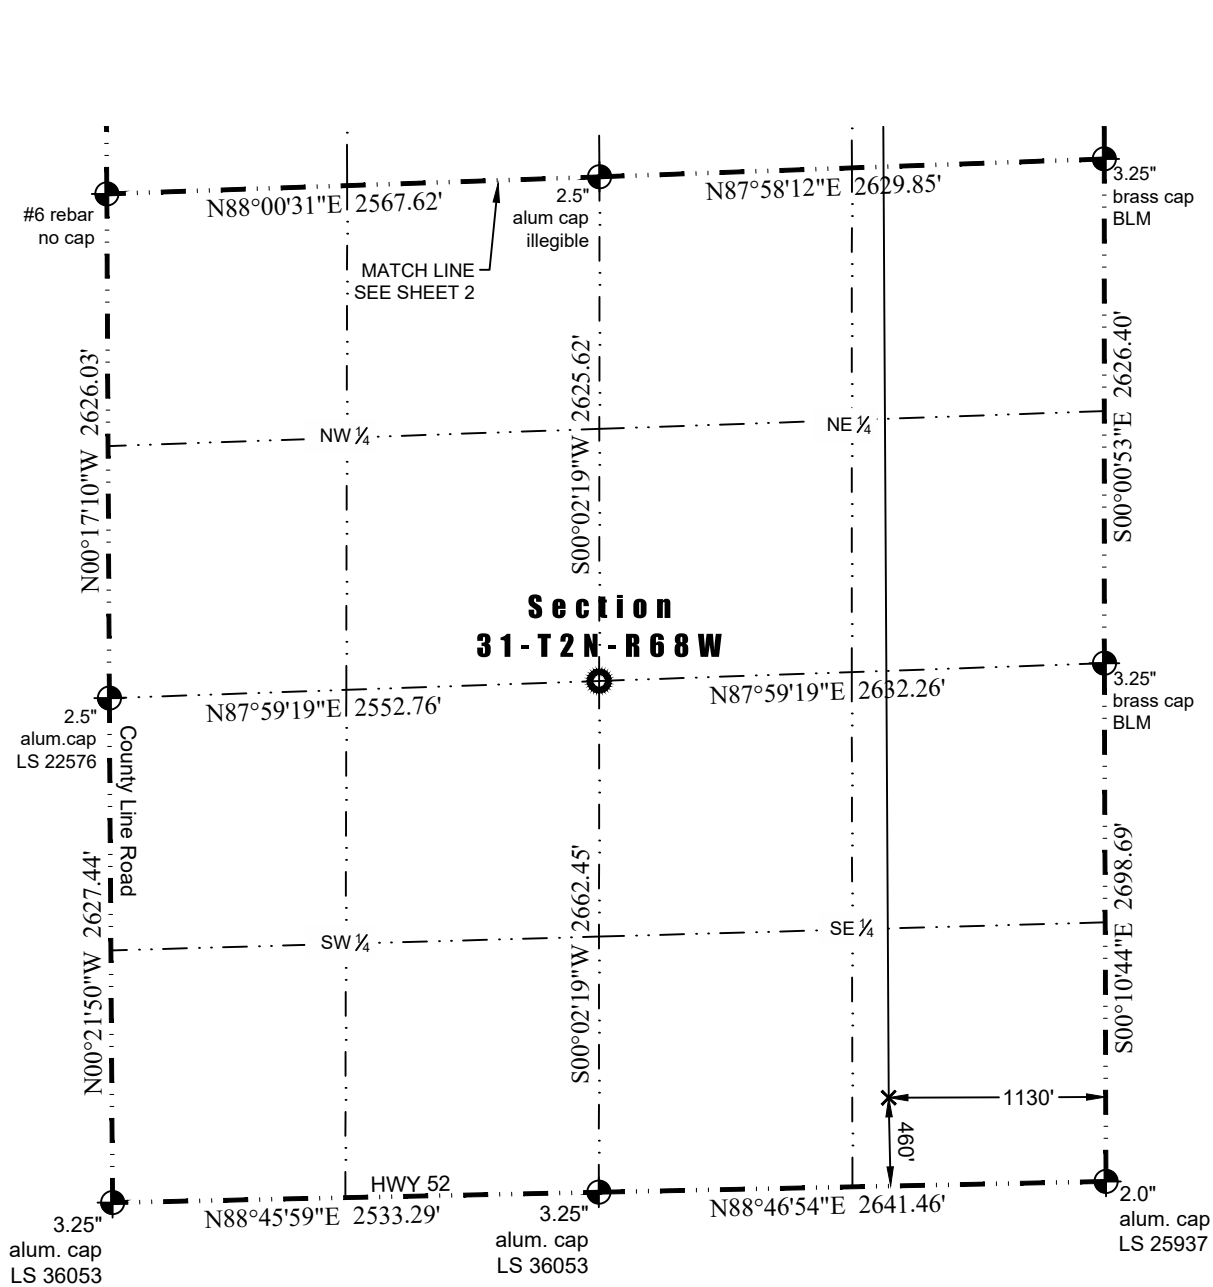 N88°00'31"E 2567.62'
N87°58'12"E 2629.85'
#6 rebar
no cap
2.5"
alum cap
illegible
3.25"
brass cap
BLM
MATCH LINE
SEE SHEET 2
N00°17'10"W 2626.03'
S00°02'19"W 2625.62'
S00°00'53"E 2626.40'
NW ¼
NE ¼
Section
31-T2N-R68W
N87°59'19"E 2552.76'
N87°59'19"E 2632.26'
2.5"
alum.cap
LS 22576
3.25"
brass cap
BLM
County Line Road
N00°21'50"W 2627.44'
S00°02'19"W 2662.45'
S00°10'44"E 2698.69'
SW ¼
SE ¼
1130'
460'
HWY 52
N88°45'59"E 2533.29'
N88°46'54"E 2641.46'
3.25"
alum. cap
LS 36053
3.25"
alum. cap
LS 36053
2.0"
alum. cap
LS 25937